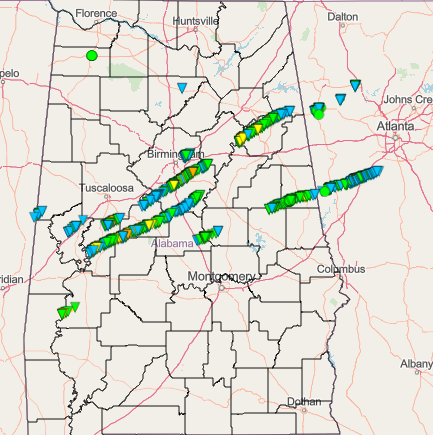 Florence
Huntsville
Dalton
pelo
Johns Cre
Atlanta
Birmingham
Tuscaloosa
Alabama
ridian
Montgomery
Columbus
Albany
Dothan